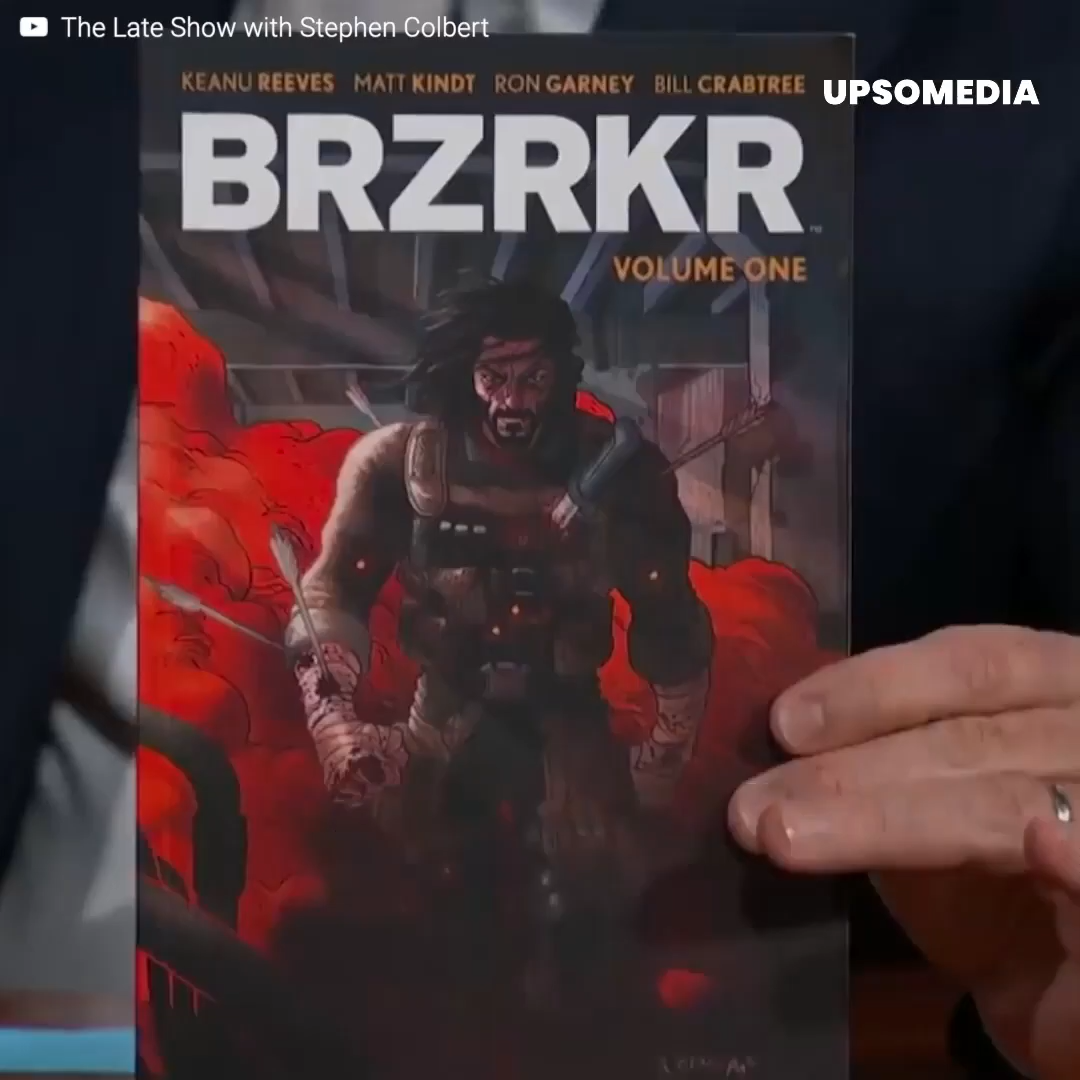 The Late Show with Stephen Colbert
KEANU REEVES MATT KINDT RON GARNEY BILL CRABTREE
UPSOMEDIA
BRZRKR
VOLUME ONE